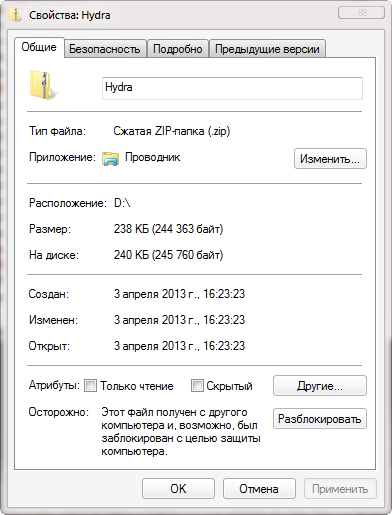 Свойства: Hydra
Общие Безопасность Подробно Предыдущие версии
Hydra
Тип файла: Сжатая ZIP-папка (.zip)
Приложение: Проводник Изменить...
Расположение: D:\
Размер: 238 КБ (244 363 байт)
На диске: 240 КБ (245 760 байт)
Создан: 3 апреля 2013 г., 16:23:23
Изменен: 3 апреля 2013 г., 16:23:23
Открыт: 3 апреля 2013 г., 16:23:23
Атрибуты: Только чтение Скрытый Другие...
Осторожно: Этот файл получен с другого
компьютера и, возможно, был
заблокирован с целью защиты
компьютера.
Разблокировать
OK Отмена Применить